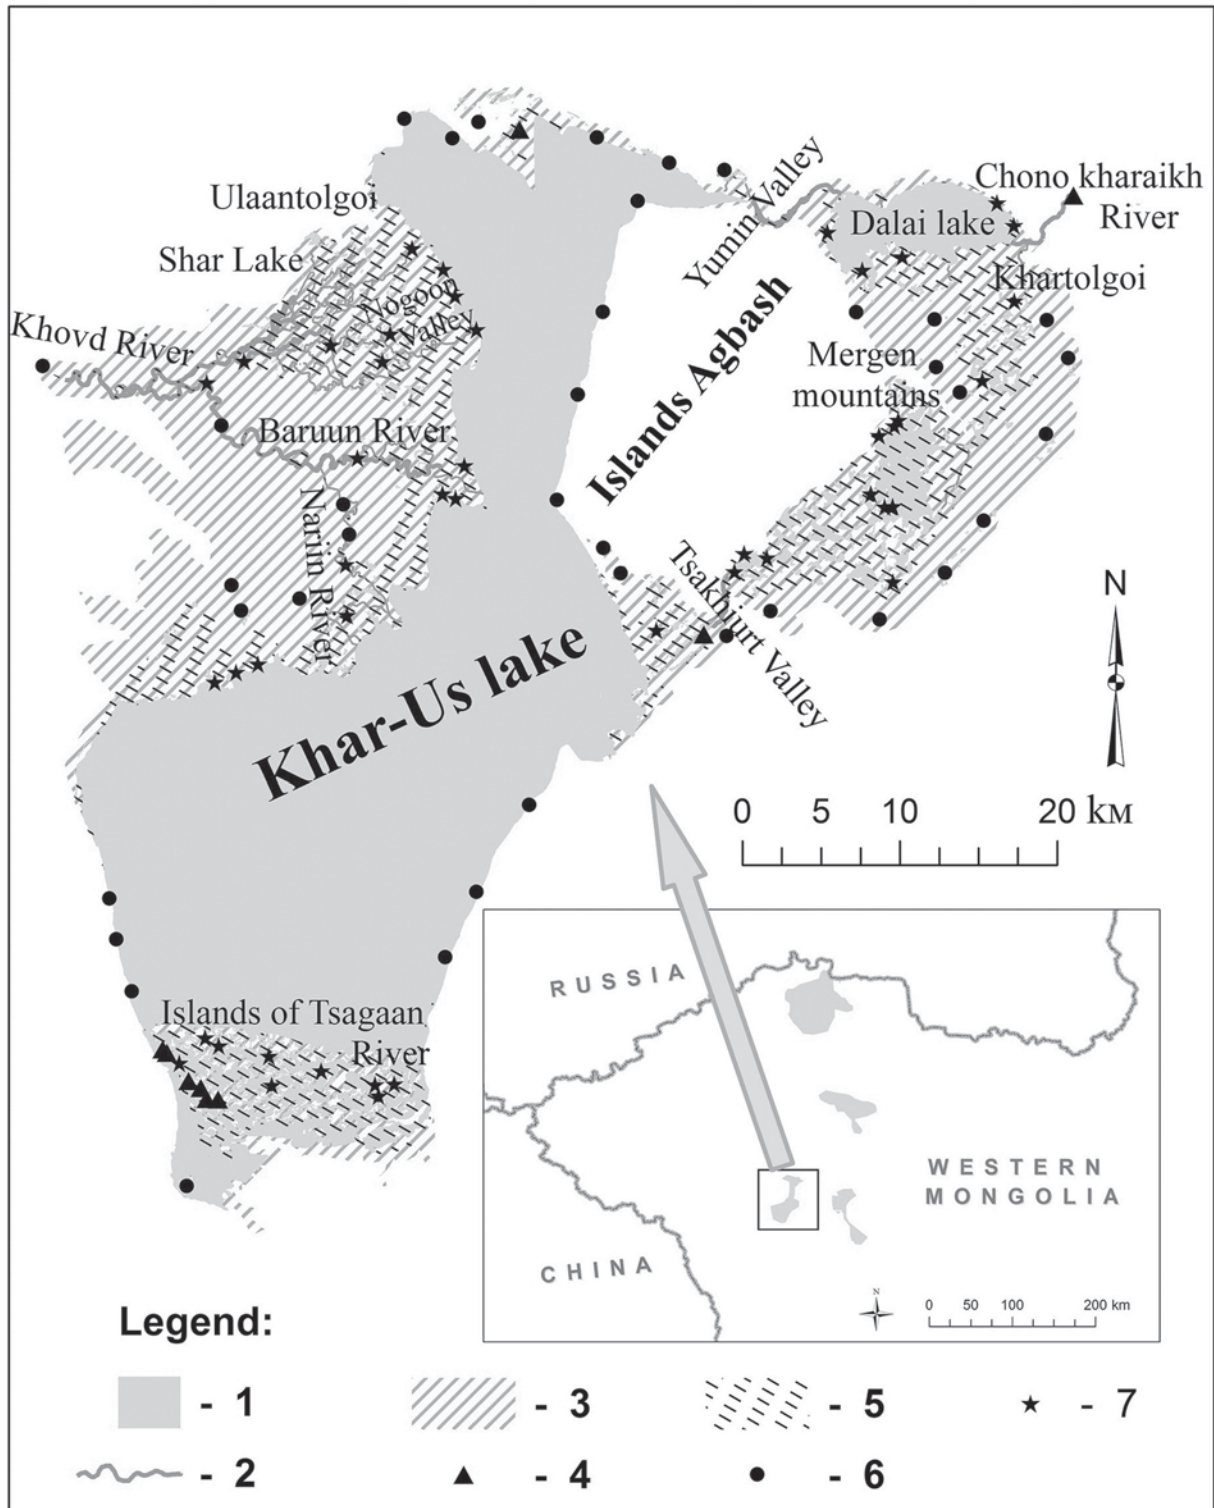 Ulaantolgoi
Shar Lake
Nogoon
Valley
Khovd River
Baruun River
Nariin River
Yumin Valley
Islands Agbash
Dalai lake
Chono kharaikh
River
Khartolgoi
Mergen
mountains
Tsakhiurt Valley
Khar-Us lake
Islands of Tsagaan
River
N
0 5 10 20 км
RUSSIA
WESTERN
MONGOLIA
CHINA
N
0 50 100 200 km
Legend:
- 1
- 3
- 5
- 7
- 2
- 4
- 6